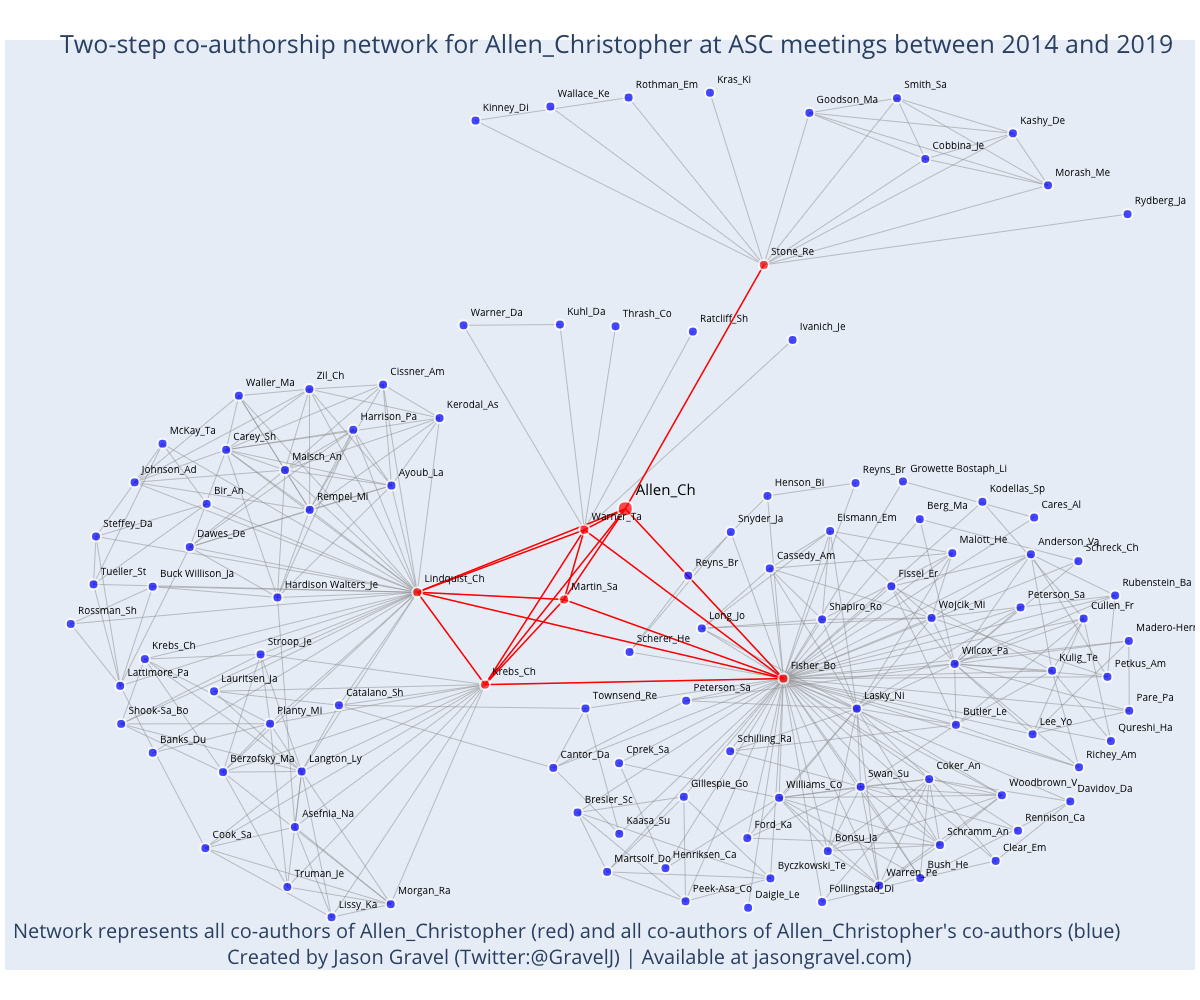 Two-step co-authorship network for Allen_Christopher at ASC meetings between 2014 and 2019
Kras_Ki
Rothman_Em
Smith_Sa
Wallace_Ke
Goodson_Ma
Kinney_Di
Kashy_De
Cobbina_Je
Morash_Me
Rydberg_Ja
Stone_Re
Warner_Da
Kuhl_Da
Thrash_Co
Ratcliff_Sh
Ivanich_Je
Cissner_Am
Zil_Ch
Waller_Ma
Kerodal_As
Harrison_Pa
McKay_Ta
Carey_Sh
Maisch_An
Johnson_Ad
Ayoub_La
Reyns_Br
Growette Bostaph_Li
Henson_Bi
Bir_An
Rempel_Mi
Allen_Ch
Kodellas_Sp
Cares_Al
Berg_Ma
Warner_Ta
Snyder_Ja
Eismann_Em
Steffey_Da
Dawes_De
Malott_He
Anderson_Va
Schreck_Ch
Cassedy_Am
Reyns_Br
Tueller_St
Buck Willison_Ja
Hardison Walters_Je
Lindquist_Ch
Martin_Sa
Fissel_Er
Rubenstein_Ba
Peterson_Sa
Cullen_Fr
Wojcik_Mi
Shapiro_Ro
Long_Jo
Rossman_Sh
Madero-Herr
Scherer_He
Stroop_Je
Krebs_Ch
Wilcox_Pa
Kulig_Te
Petkus_Am
Fisher_Bo
Lattimore_Pa
Krebs_Ch
Lauritsen_Ja
Catalano_Sh
Townsend_Re
Peterson_Sa
Lasky_Ni
Pare_Pa
Shook-Sa_Bo
Planty_Mi
Butler_Le
Lee_Yo
Qureshi_Ha
Banks_Du
Schilling_Ra
Berzofsky_Ma
Langton_Ly
Cantor_Da
Cprek_Sa
Richey_Am
Coker_An
Swan_Su
Gillespie_Go
Williams_Co
Woodbrown_V
Davidov_Da
Bresler_Sc
Asefnia_Na
Kaasa_Su
Ford_Ka
Rennison_Ca
Cook_Sa
Bonsu_Ja
Schramm_An
Clear_Em
Martsolf_Do
Henriksen_Ca
Byczkowski_Te
Warren_Pe
Bush_He
Truman_Je
Morgan_Ra
Peek-Asa_Co
Daigle_Le
Follingstad_Di
Lissy_Ka
Network represents all co-authors of Allen_Christopher (red) and all co-authors of Allen_Christopher's co-authors (blue)
Created by Jason Gravel (Twitter:@GravelJ) | Available at jasongravel.com)